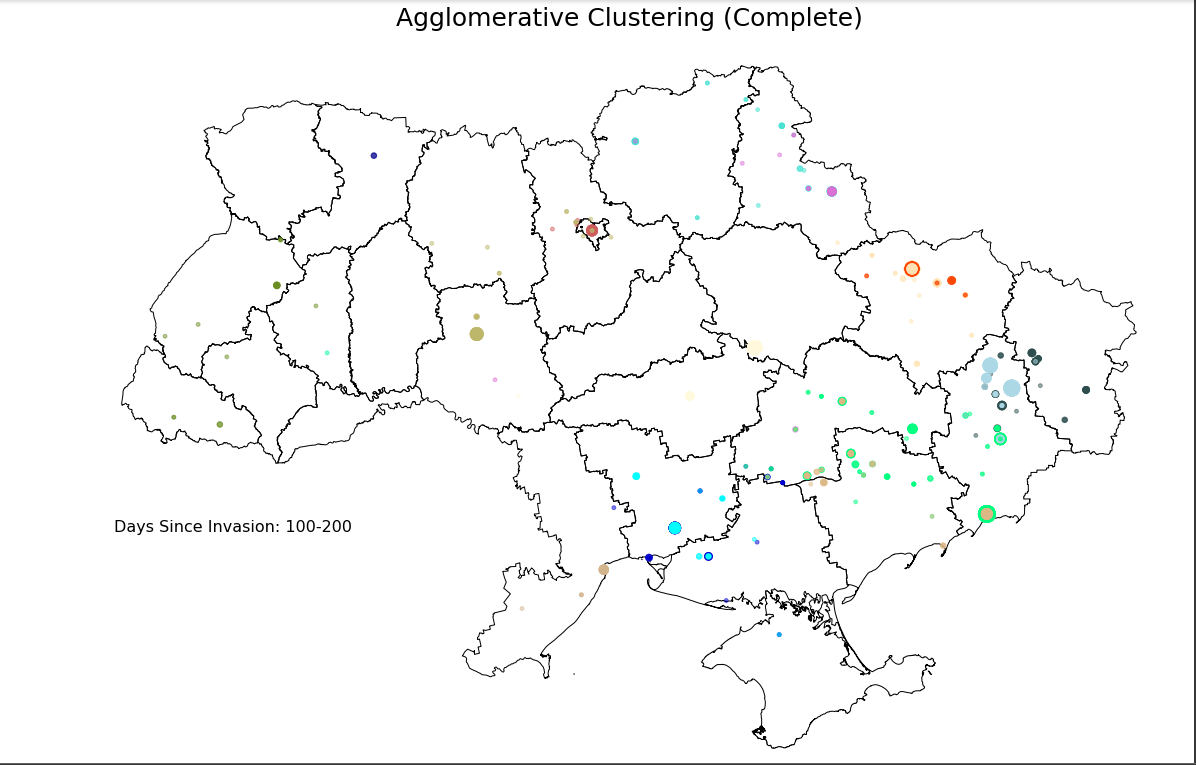 Agglomerative Clustering (Complete)
Days Since Invasion: 100-200